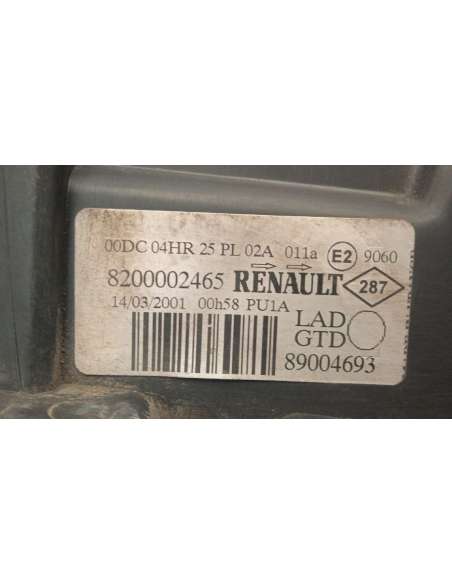 00DC 04HR 25 PL 02A 011a E2 9060
8200002465 RENAULT 287
14/03/2001 00h58 PU1A
LAD
GTD
89004693